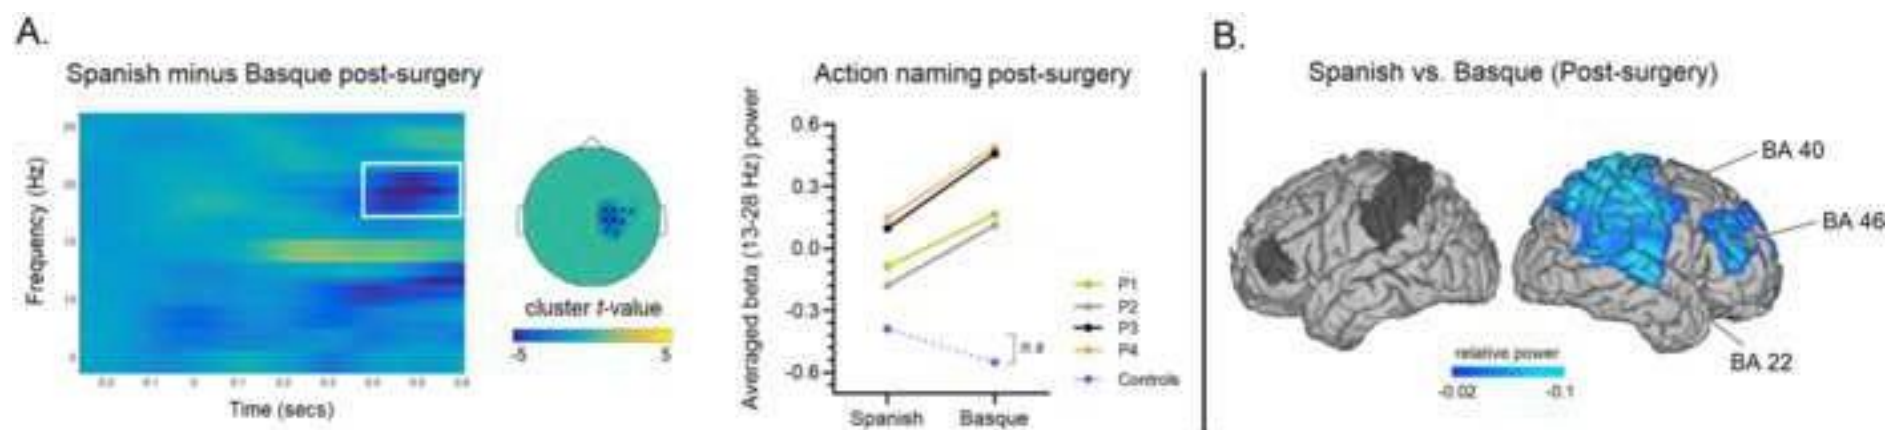 A.
Spanish minus Basque post-surgery
Frequency (Hz)
Time (secs)
cluster t-value
-5 5
Action naming post-surgery
Averaged beta (13-28 Hz) power
0.6
0.3
0.0
-0.3
-0.6
Spanish Basque
P1
P2
P3
P4
Controls
B.
Spanish vs. Basque (Post-surgery)
BA 40
BA 46
BA 22
relative power
-0.02 -0.1